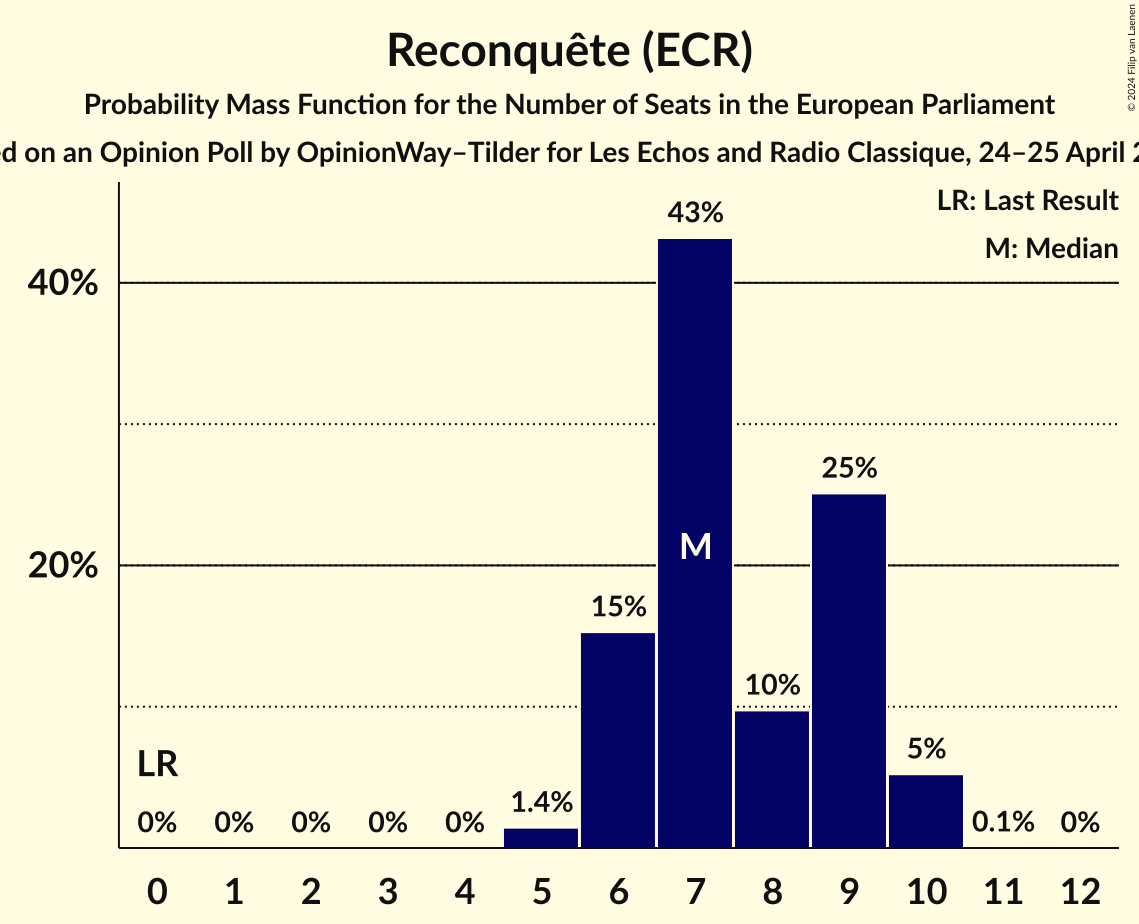 Reconquête (ECR)
Probability Mass Function for the Number of Seats in the European Parliament
on an Opinion Poll by OpinionWay–Tilder for Les Echos and Radio Classique, 24–25 April
© 2024 Filip van Laenen
LR: Last Result
M: Median
43%
40%
25%
M
20%
15%
10%
LR
5%
1.4%
0% 0% 0% 0% 0% 0.1% 0%
0 1 2 3 4 5 6 7 8 9 10 11 12